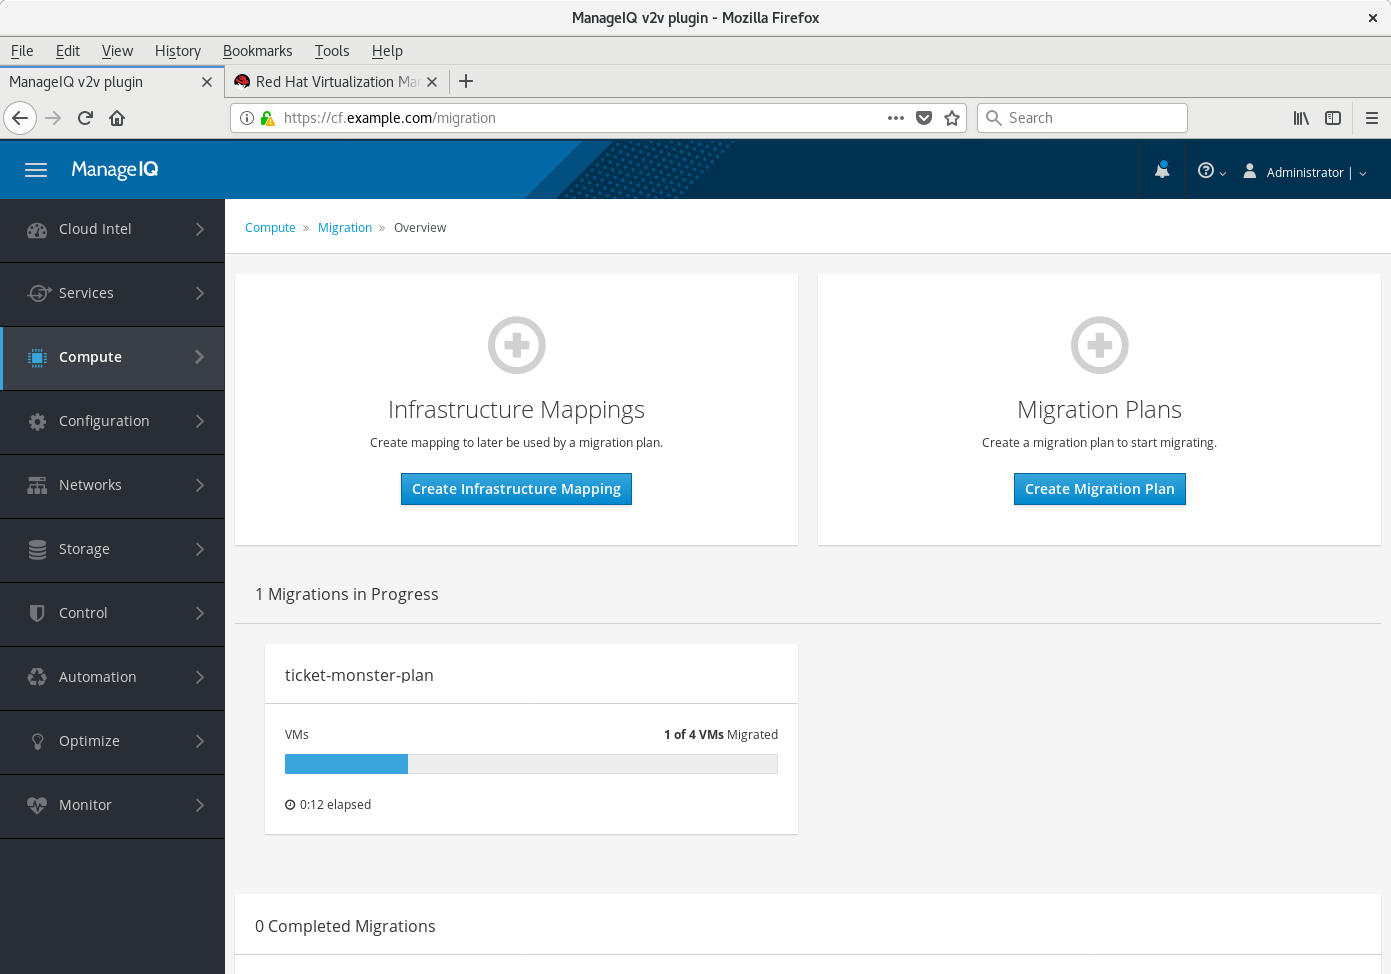 ManageIQ v2v plugin - Mozilla Firefox
File Edit View History Bookmarks Tools Help
ManageIQ v2v plugin
Red Hat Virtualization Ma
https://cf.example.com/migration
Search
ManageIQ
Administrator |
Cloud Intel
Services
Compute
Configuration
Networks
Storage
Control
Automation
Optimize
Monitor
Compute » Migration » Overview
Infrastructure Mappings
Create mapping to later be used by a migration plan.
Create Infrastructure Mapping
Migration Plans
Create a migration plan to start migrating.
Create Migration Plan
1 Migrations in Progress
ticket-monster-plan
VMs
1 of 4 VMs Migrated
0:12 elapsed
0 Completed Migrations